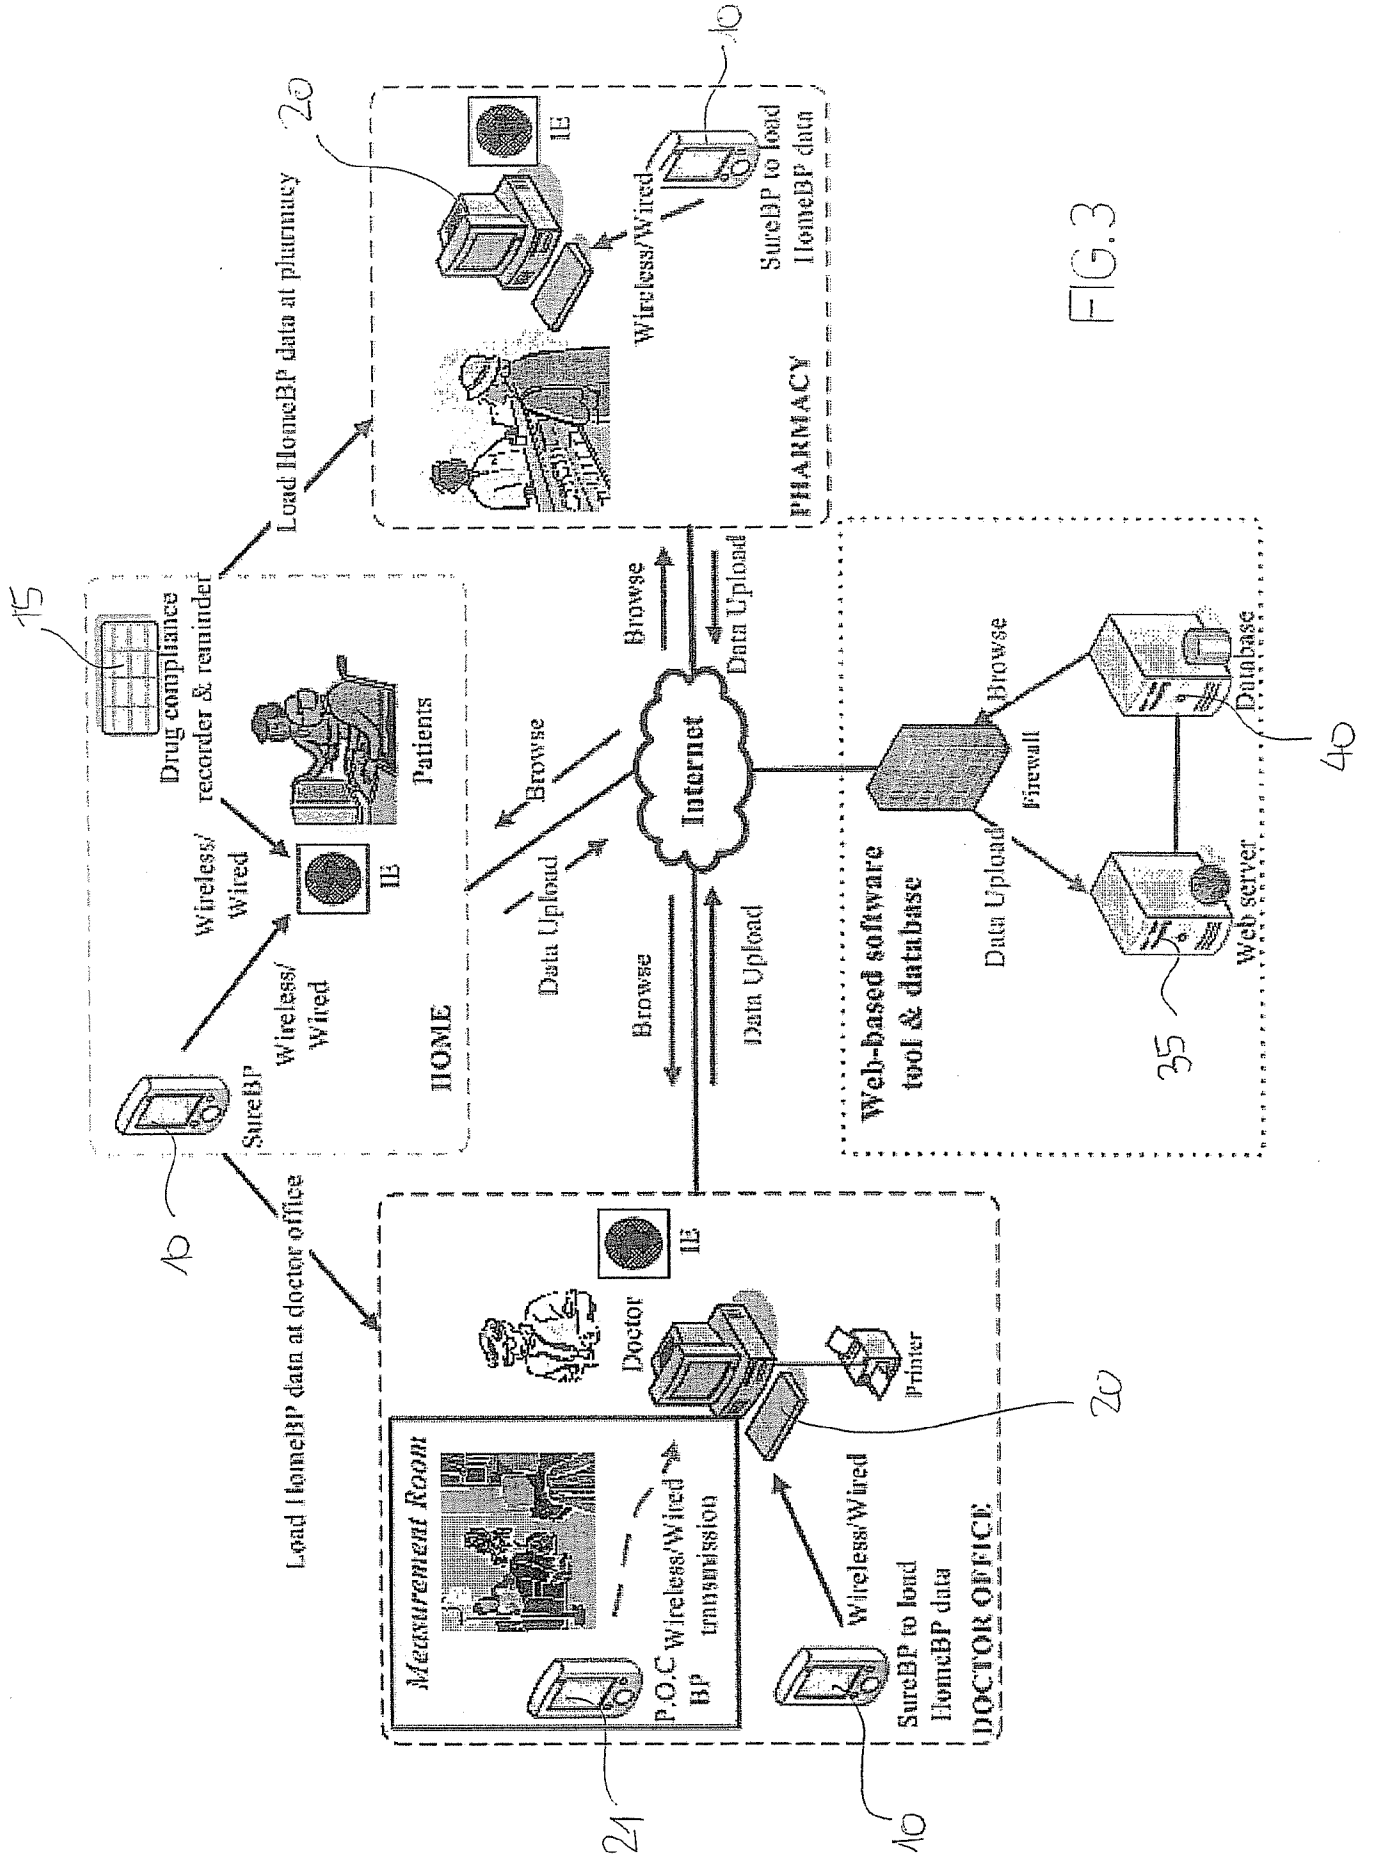 15
Drug compliance
recorder & reminder
Wireless/
Wired
10
SureBP
Wireless/
Wired
IE
Patients
HOME
Load HomeBP data at doctor office
Load HomeBP data at pharmacy
Measurement Room
P.O.C
BP
Wireless/Wired
transmission
21
Doctor
IE
Printer
20
Wireless/Wired
SureBP to load
HomeBP data
10
DOCTOR OFFICE
Data Upload
Browse
Browse
Data Upload
Internet
Browse
Data Upload
20
IE
Wireless/Wired
10
SureBP to load
HomeBP data
PHARMACY
Web-based software
tool & database
Firewall
Data Upload
Browse
Web server
35
Database
40
FIG.3